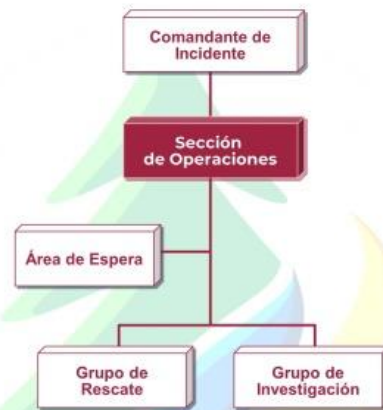 Comandante de
Incidente
Sección
de Operaciones
Área de Espera
Grupo de
Rescate
Grupo de
Investigación